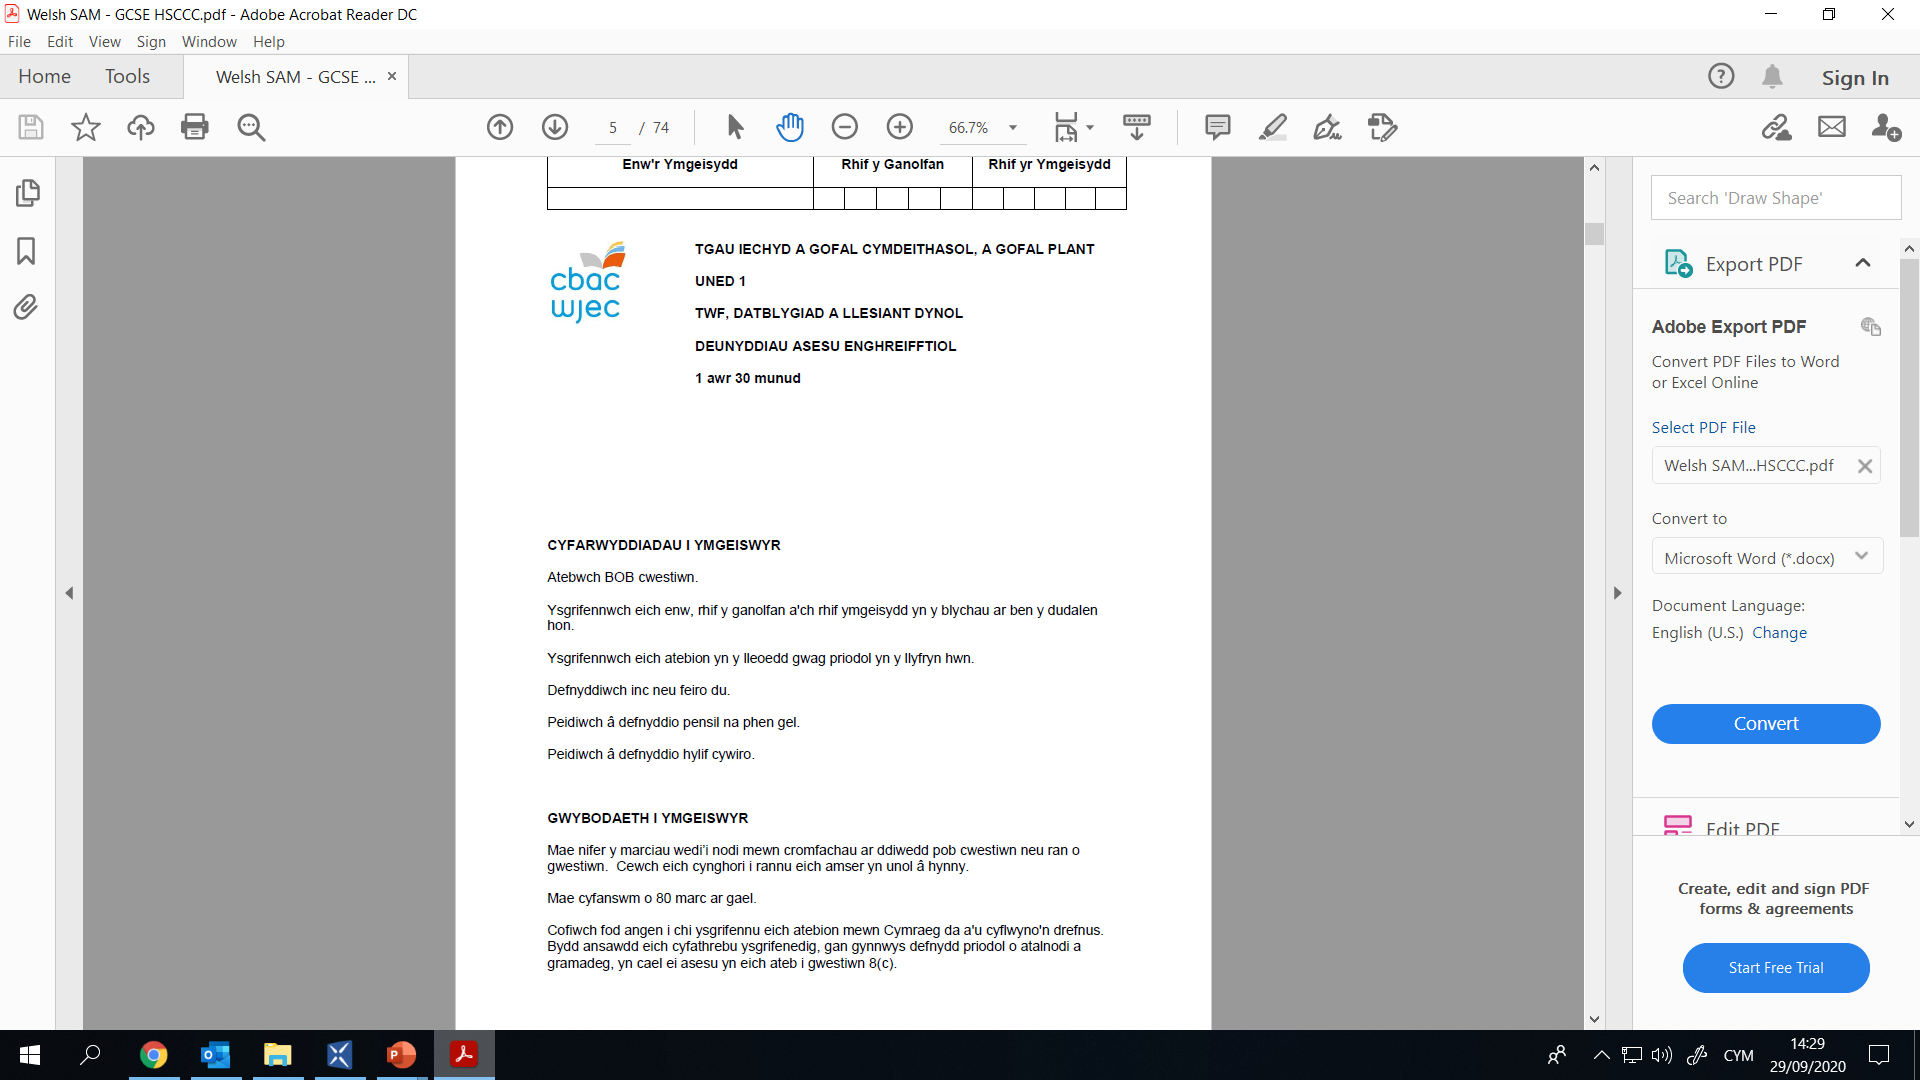 Welsh SAM - GCSE HSCCC.pdf - Adobe Acrobat Reader DC
File Edit View Sign Window Help
Home Tools Welsh SAM - GCSE ... ×
Sign In
5 / 74
66.7%
Enw'r Ymgeisydd Rhif y Ganolfan Rhif yr Ymgeisydd
cbac
wjec
TGAU IECHYD A GOFAL CYMDEITHASOL, A GOFAL PLANT
UNED 1
TWF, DATBLYGIAD A LLESIANT DYNOL
DEUNYDDIAU ASESU ENGHREIFFTIOL
1 awr 30 munud
CYFARWYDDIADAU I YMGEISWYR
Atebwch BOB cwestiwn.
Ysgrifennwch eich enw, rhif y ganolfan a'ch rhif ymgeisydd yn y blychau ar ben y dudalen
hon.
Ysgrifennwch eich atebion yn y lleoedd gwag priodol yn y llyfryn hwn.
Defnyddiwch inc neu feiro du.
Peidiwch â defnyddio pensil na phen gel.
Peidiwch â defnyddio hylif cywiro.
GWYBODAETH I YMGEISWYR
Mae nifer y marciau wedi'i nodi mewn cromfachau ar ddiwedd pob cwestiwn neu ran o
gwestiwn. Cewch eich cynghori i rannu eich amser yn unol â hynny.
Mae cyfanswm o 80 marc ar gael.
Cofiwch fod angen i chi ysgrifennu eich atebion mewn Cymraeg da a'u cyflwyno'n drefnus.
Bydd ansawdd eich cyfathrebu ysgrifenedig, gan gynnwys defnydd priodol o atalnodi a
gramadeg, yn cael ei asesu yn eich ateb i gwestiwn 8(c).
Search 'Draw Shape'
Export PDF
Adobe Export PDF
Convert PDF Files to Word
or Excel Online
Select PDF File
Welsh SAM...HSCCC.pdf
Convert to
Microsoft Word (*.docx)
Document Language:
English (U.S.) Change
Convert
Edit PDF
Create, edit and sign PDF
forms & agreements
Start Free Trial
CYM
14:29
29/09/2020